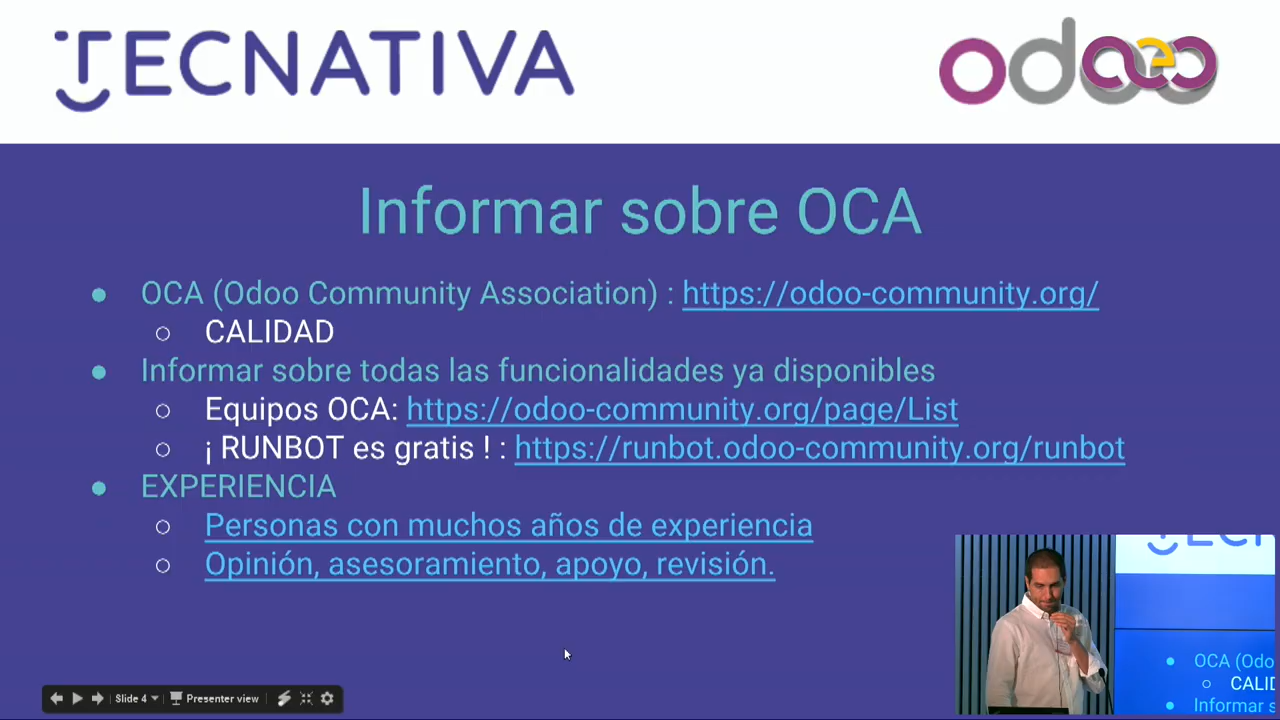 TECNATIVA
odoo
Informar sobre OCA
● OCA (Odoo Community Association) : https://odoo-community.org/
○ CALIDAD
● Informar sobre todas las funcionalidades ya disponibles
○ Equipos OCA: https://odoo-community.org/page/List
○ ¡ RUNBOT es gratis ! : https://runbot.odoo-community.org/runbot
● EXPERIENCIA
○ Personas con muchos años de experiencia
○ Opinión, asesoramiento, apoyo, revisión.
● OCA (Odo
○ CALID
● Informar s
Slide 4
Presenter view